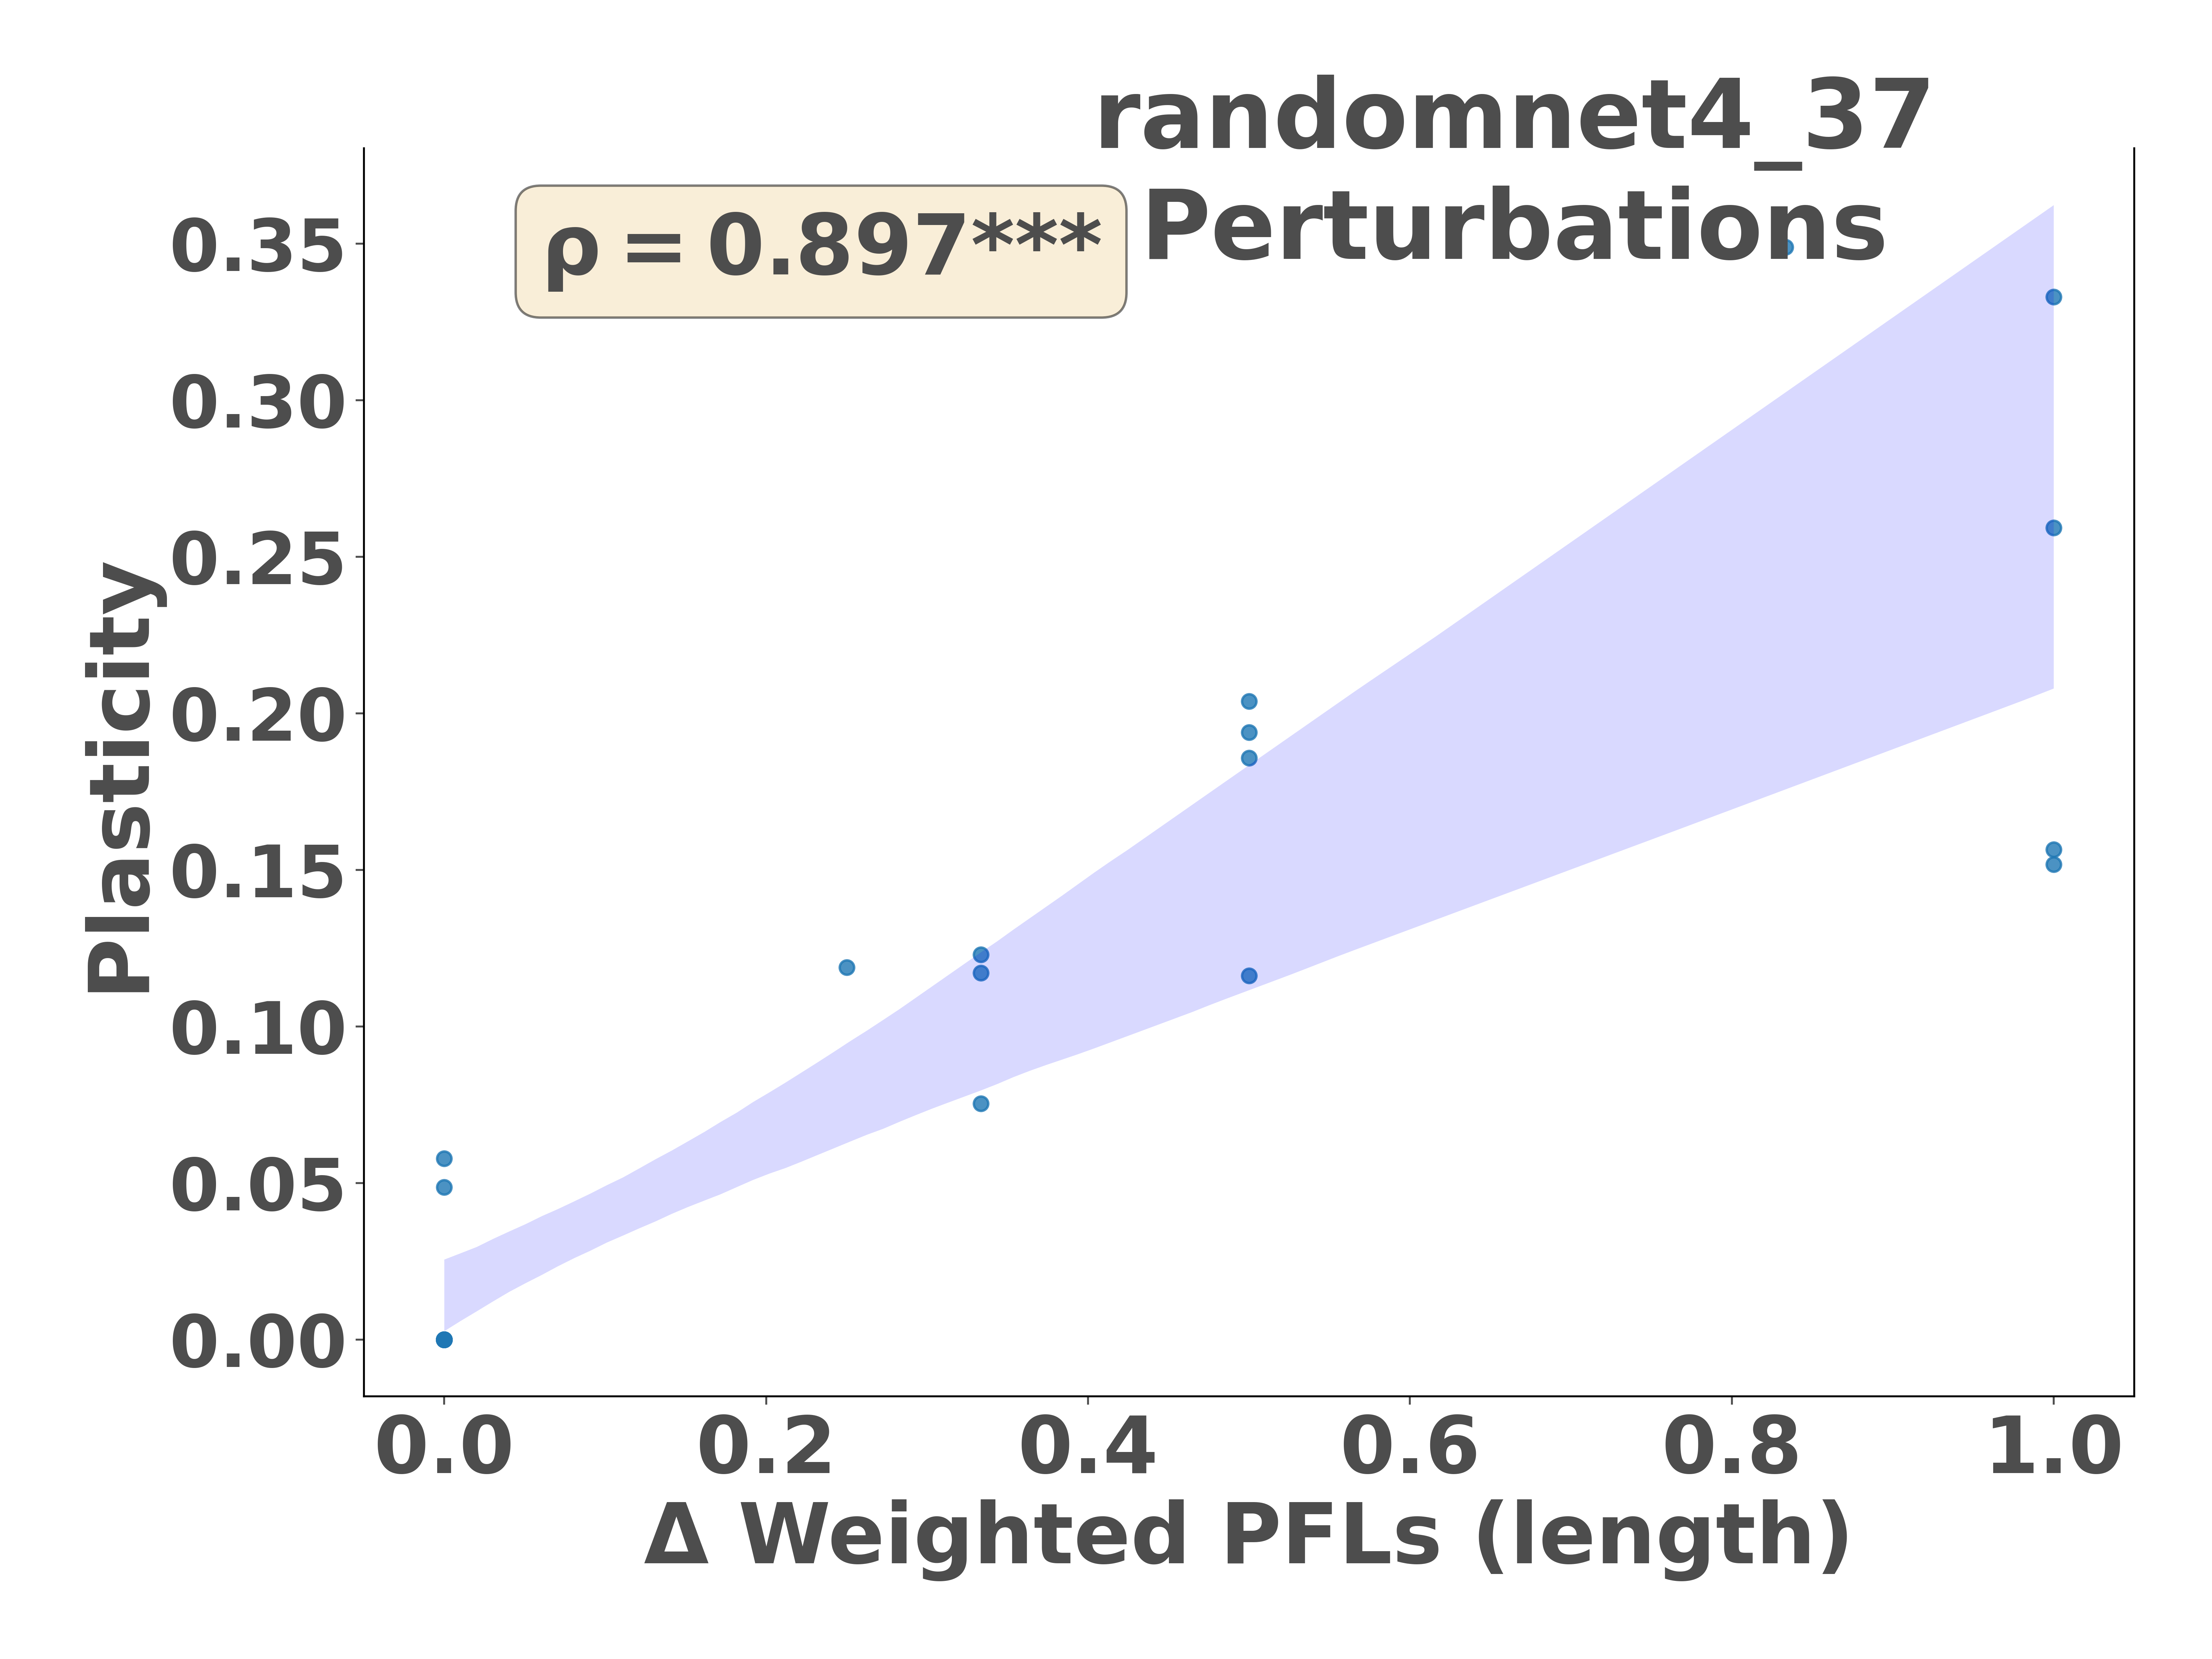 randomnet4_37
Perturbations
ρ = 0.897***
Plasticity
0.35
0.30
0.25
0.20
0.15
0.10
0.05
0.00
0.0 0.2 0.4 0.6 0.8 1.0
Δ Weighted PFLs (length)